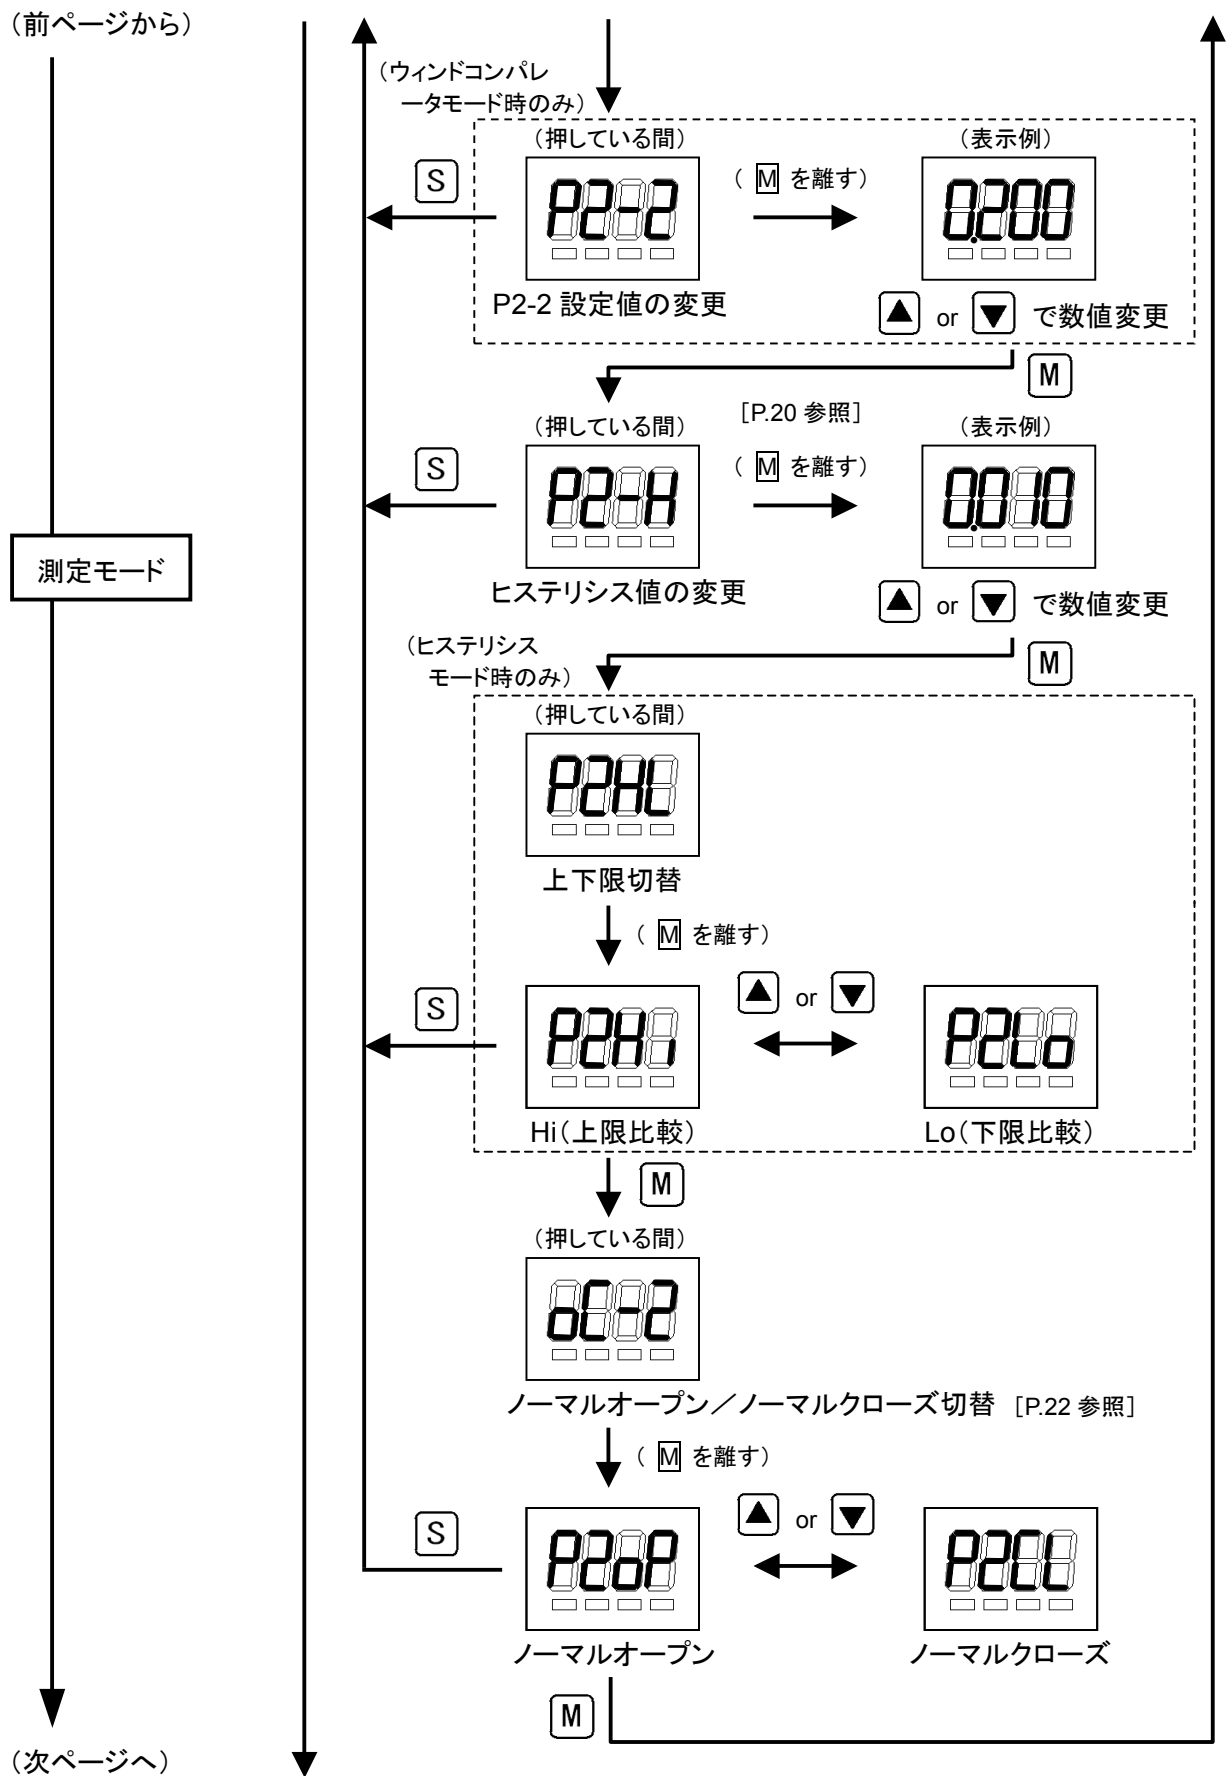 （前ページから）
（ウィンドコンパレ
ータモード時のみ）
（押している間）
（表示例）
S
P2-2
（ M を離す）
0.200
P2-2 設定値の変更
▲ or ▼ で数値変更
M
［P.20 参照］
（押している間）
（表示例）
S
P2-H
（ M を離す）
0.010
測定モード
ヒステリシス値の変更
▲ or ▼ で数値変更
M
（ヒステリシス
モード時のみ）
（押している間）
P2HL
上下限切替
（ M を離す）
S
P2Hi
▲ or ▼
P2Lo
Hi（上限比較）
Lo（下限比較）
M
（押している間）
oC-2
ノーマルオープン／ノーマルクローズ切替 ［P.22 参照］
（ M を離す）
S
P2oP
▲ or ▼
P2CL
ノーマルオープン
ノーマルクローズ
M
（次ページへ）